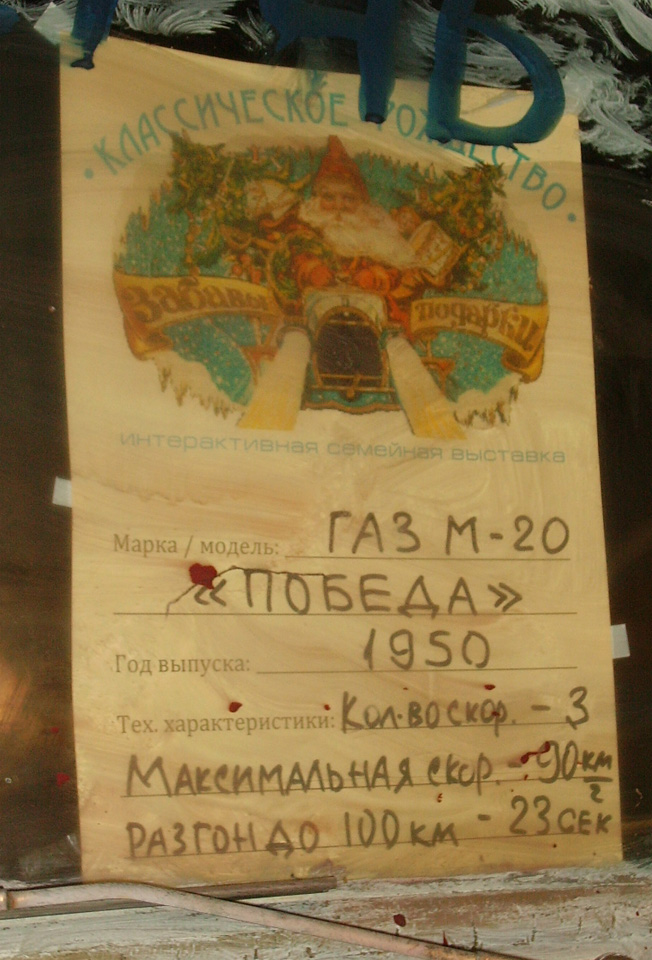 НЬ
• КЛАССИЧЕСКОЕ РОЖДЕСТВО •
Забавы подарки
интерактивная семейная выставка
Марка / модель: ГАЗ М-20
«ПОБЕДА»
Год выпуска: 1950
Тех. характеристики: Кол-во скор. - 3
Максимальная скор. - 90 км/г
РАЗГОН ДО 100 КМ - 23 сек